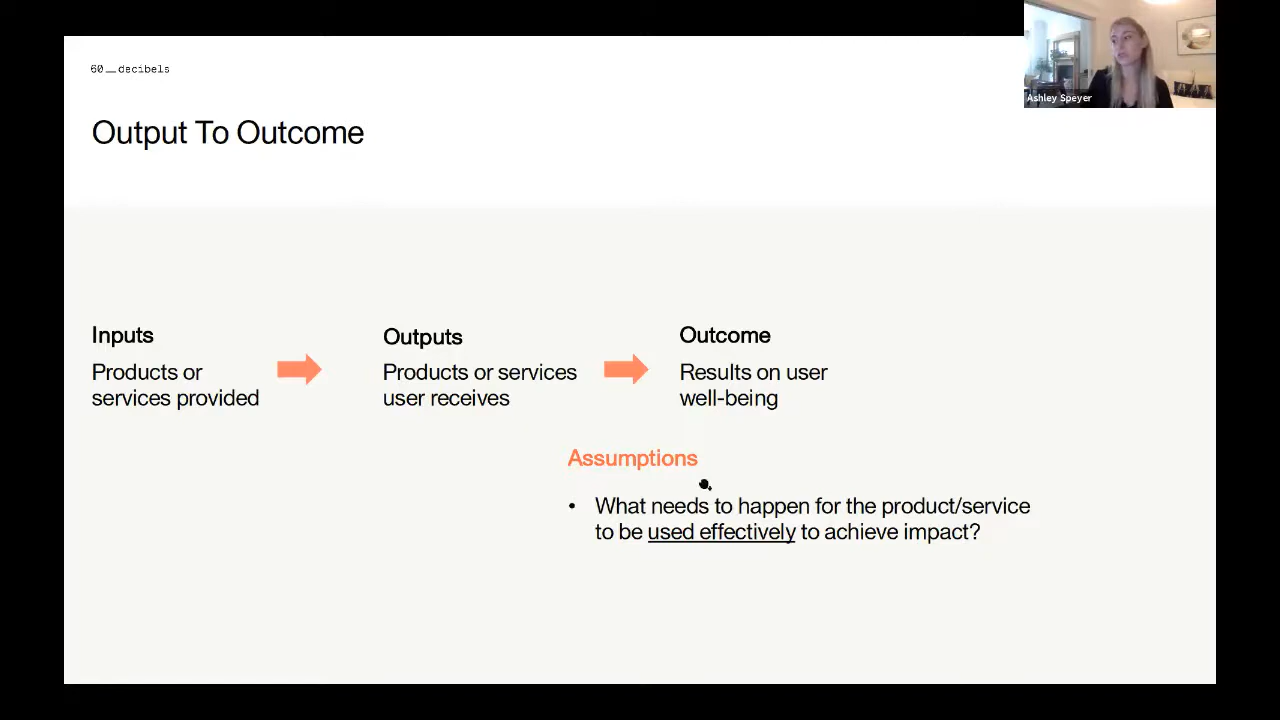 60__decibels
Ashley Speyer
Output To Outcome
Inputs
Products or
services provided
Outputs
Products or services
user receives
Outcome
Results on user
well-being
Assumptions
• What needs to happen for the product/service
to be used effectively to achieve impact?